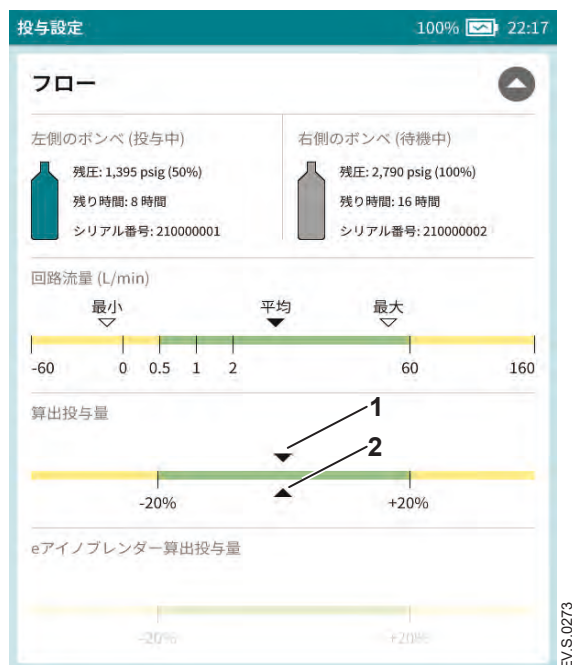 投与設定 100% 22:17
フロー
左側のボンベ (投与中) 右側のボンベ (待機中)
残圧: 1,395 psig (50%) 残圧: 2,790 psig (100%)
残り時間: 8 時間 残り時間: 16 時間
シリアル番号: 210000001 シリアル番号: 210000002
回路流量 (L/min)
最小 平均 最大
-60 0 0.5 1 2 60 160
算出投与量
1
2
-20% +20%
eアイノブレンダー算出投与量
-20% +20%
EV.S.0273